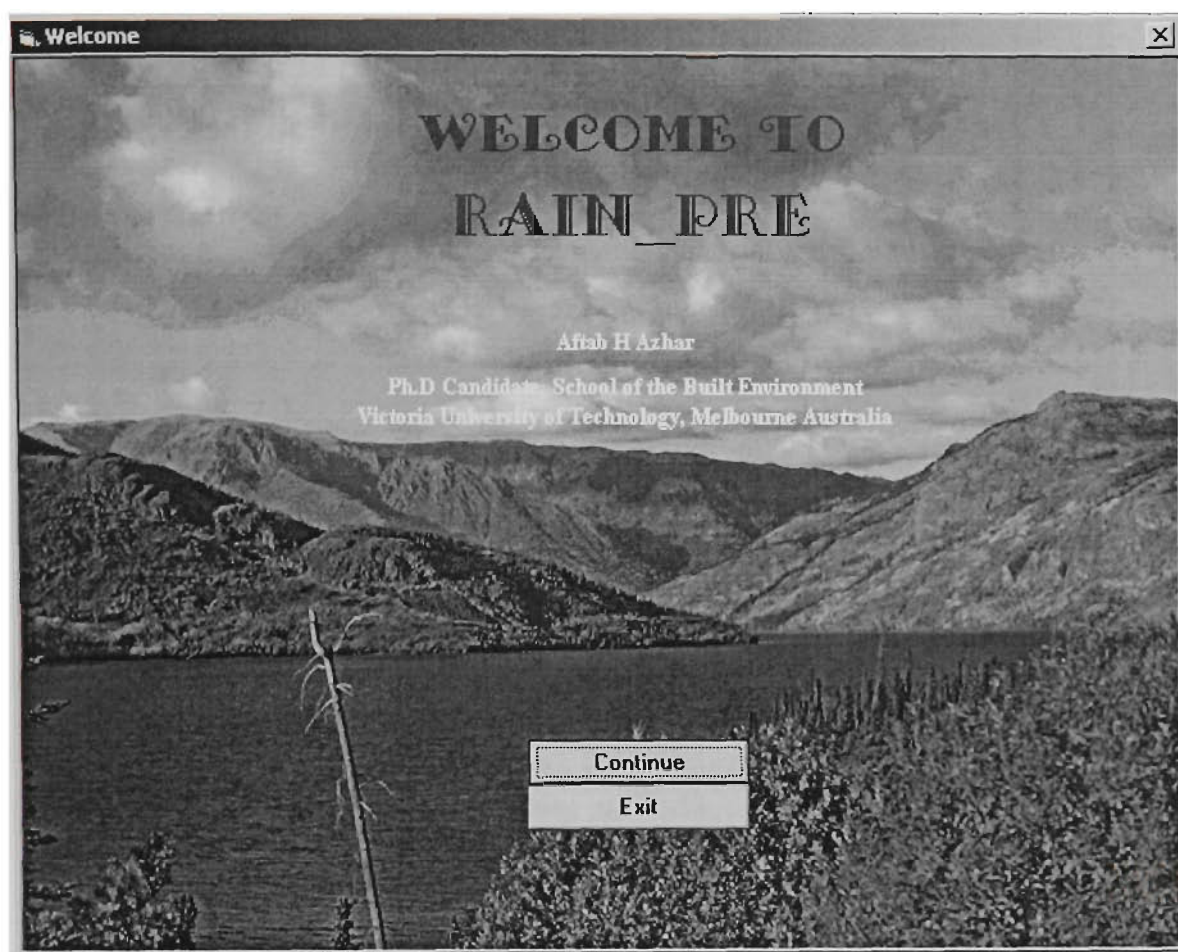 Welcome
WELCOME TO
RAIN_PRE
Aftab H Azhar
Ph.D Candidate, School of the Built Environment
Victoria University of Technology, Melbourne Australia
Continue
Exit